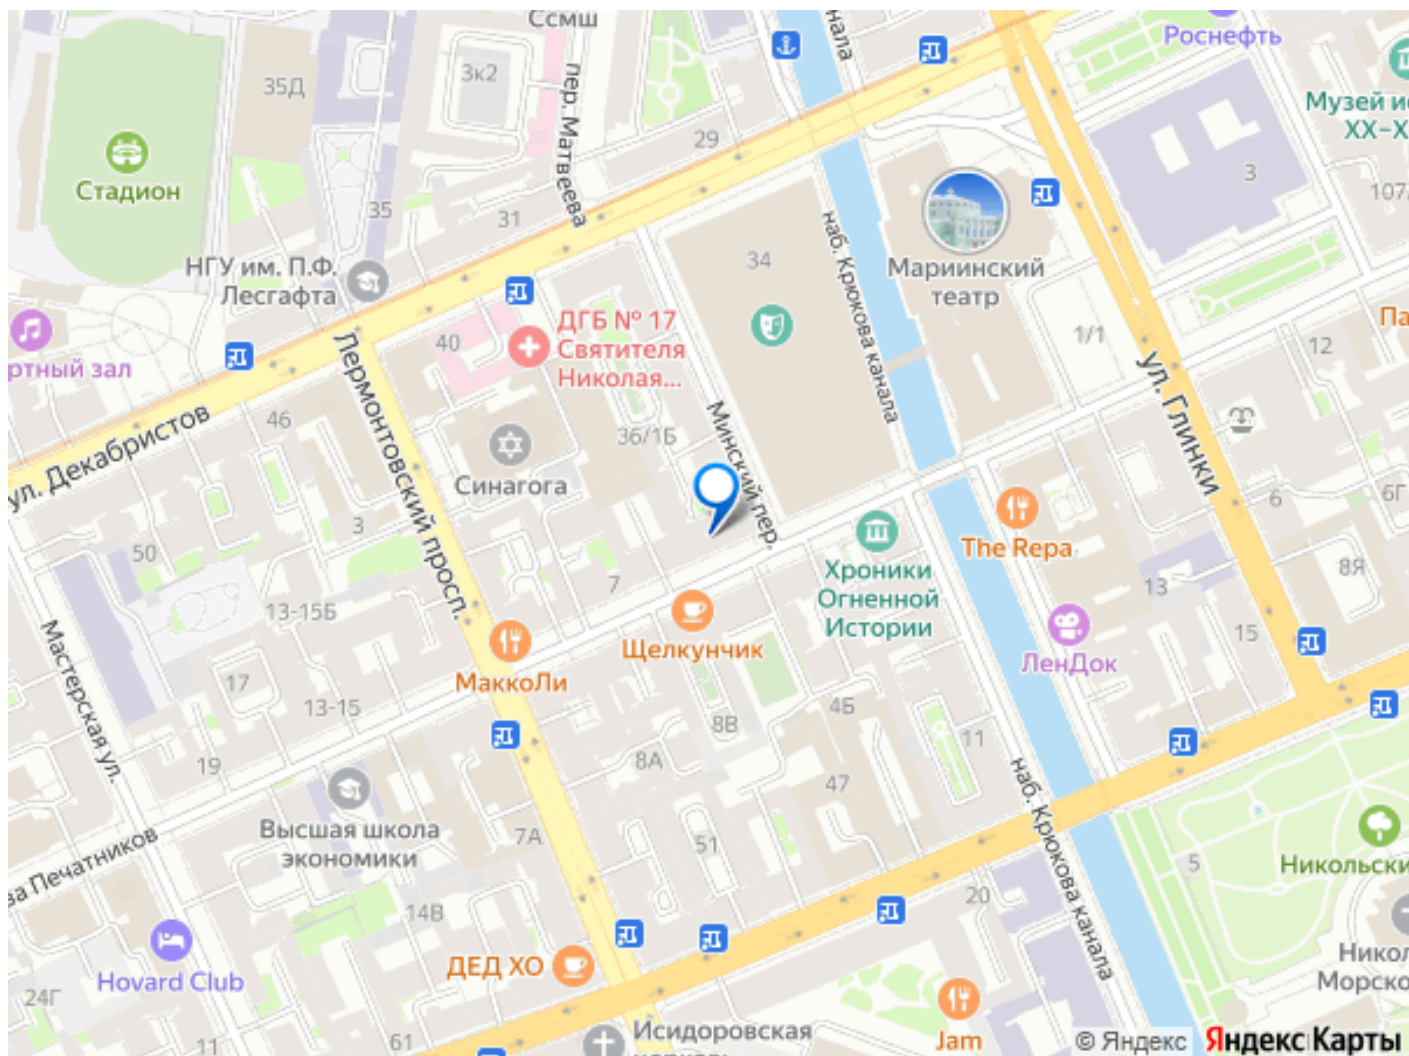 Ссмш
нала
Роснефть
3к2
35Д
пер. Матвеева
Музей ис
XX–X
29
3
107/
Стадион
35
31
наб. Крюкова канала
34
НГУ им. П.Ф.
Лесгафта
Мариинский
театр
ДГБ № 17
Святителя
Николая...
40
Па
1/1
12
ртный зал
ул. Декабристов
Лермонтовский просп.
46
36/1Б
Минский пер.
ул. Глинки
Синагога
6
6Г
3
50
The Repa
Хроники
Огненной
Истории
8Я
13
7
13-15Б
15
Щелкунчик
ЛенДок
МаккоЛи
17
13-15
Мастерская ул.
8В
4Б
11
19
8А
47
наб. Крюкова канала
Высшая школа
экономики
7А
51
ва Печатников
5
Никольски
14В
20
ДЕД ХО
Hovard Club
24Г
Никол
Морско
11
61
Исидоровская
Jam
© Яндекс
Яндекс Карты